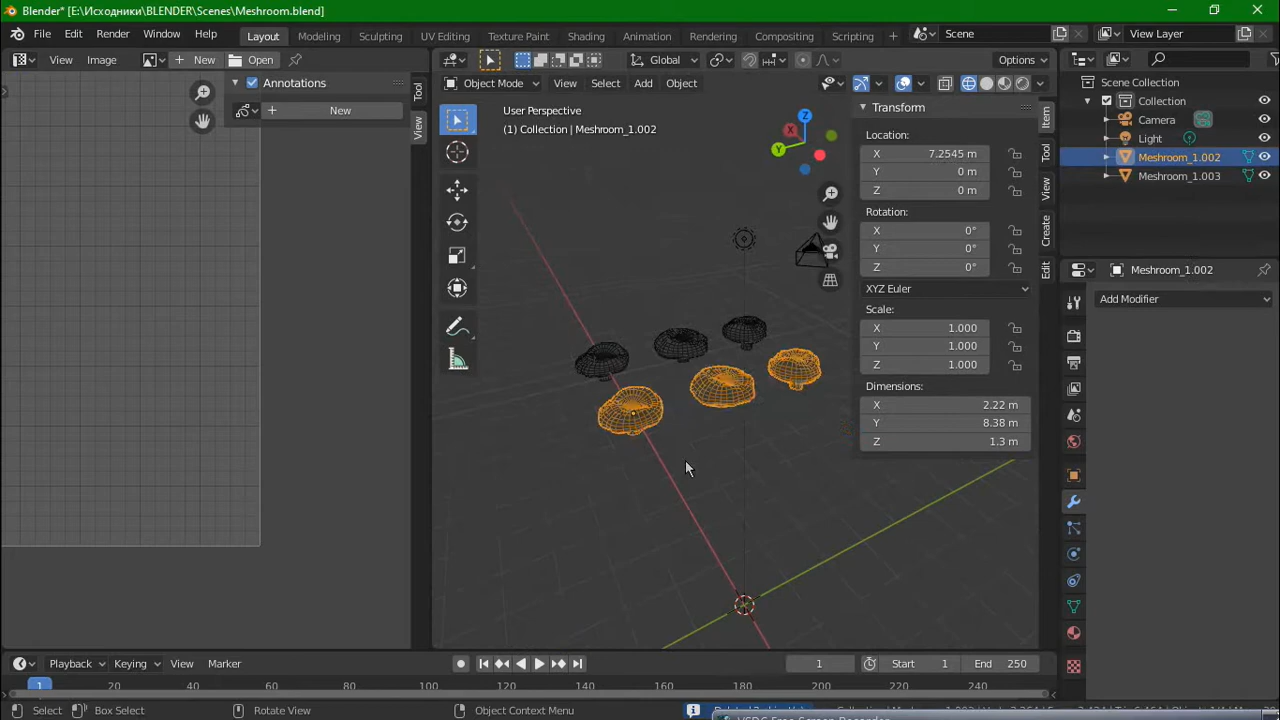 Blender* [E:\Исходники\BLENDER\Scenes\Meshroom.blend]
File Edit Render Window Help Layout Modeling Sculpting UV Editing Texture Paint Shading Animation Rendering Compositing Scripting + Scene View Layer
View Image + New Open Global Options
Annotations Object Mode View Select Add Object
+ New
Tool
View
User Perspective
(1) Collection | Meshroom_1.002
X
Y
Z
Transform
Location:
X 7.2545 m
Y 0 m
Z 0 m
Rotation:
X 0°
Y 0°
Z 0°
XYZ Euler
Scale:
X 1.000
Y 1.000
Z 1.000
Dimensions:
X 2.22 m
Y 8.38 m
Z 1.3 m
Item
Tool
View
Create
Edit
Scene Collection
Collection
Camera
Light
Meshroom_1.002
Meshroom_1.003
Meshroom_1.002
Add Modifier
Playback Keying View Marker 1 Start 1 End 250
1 20 40 60 80 100 120 140 160 180 200 220 240
Select Box Select Rotate View Object Context Menu